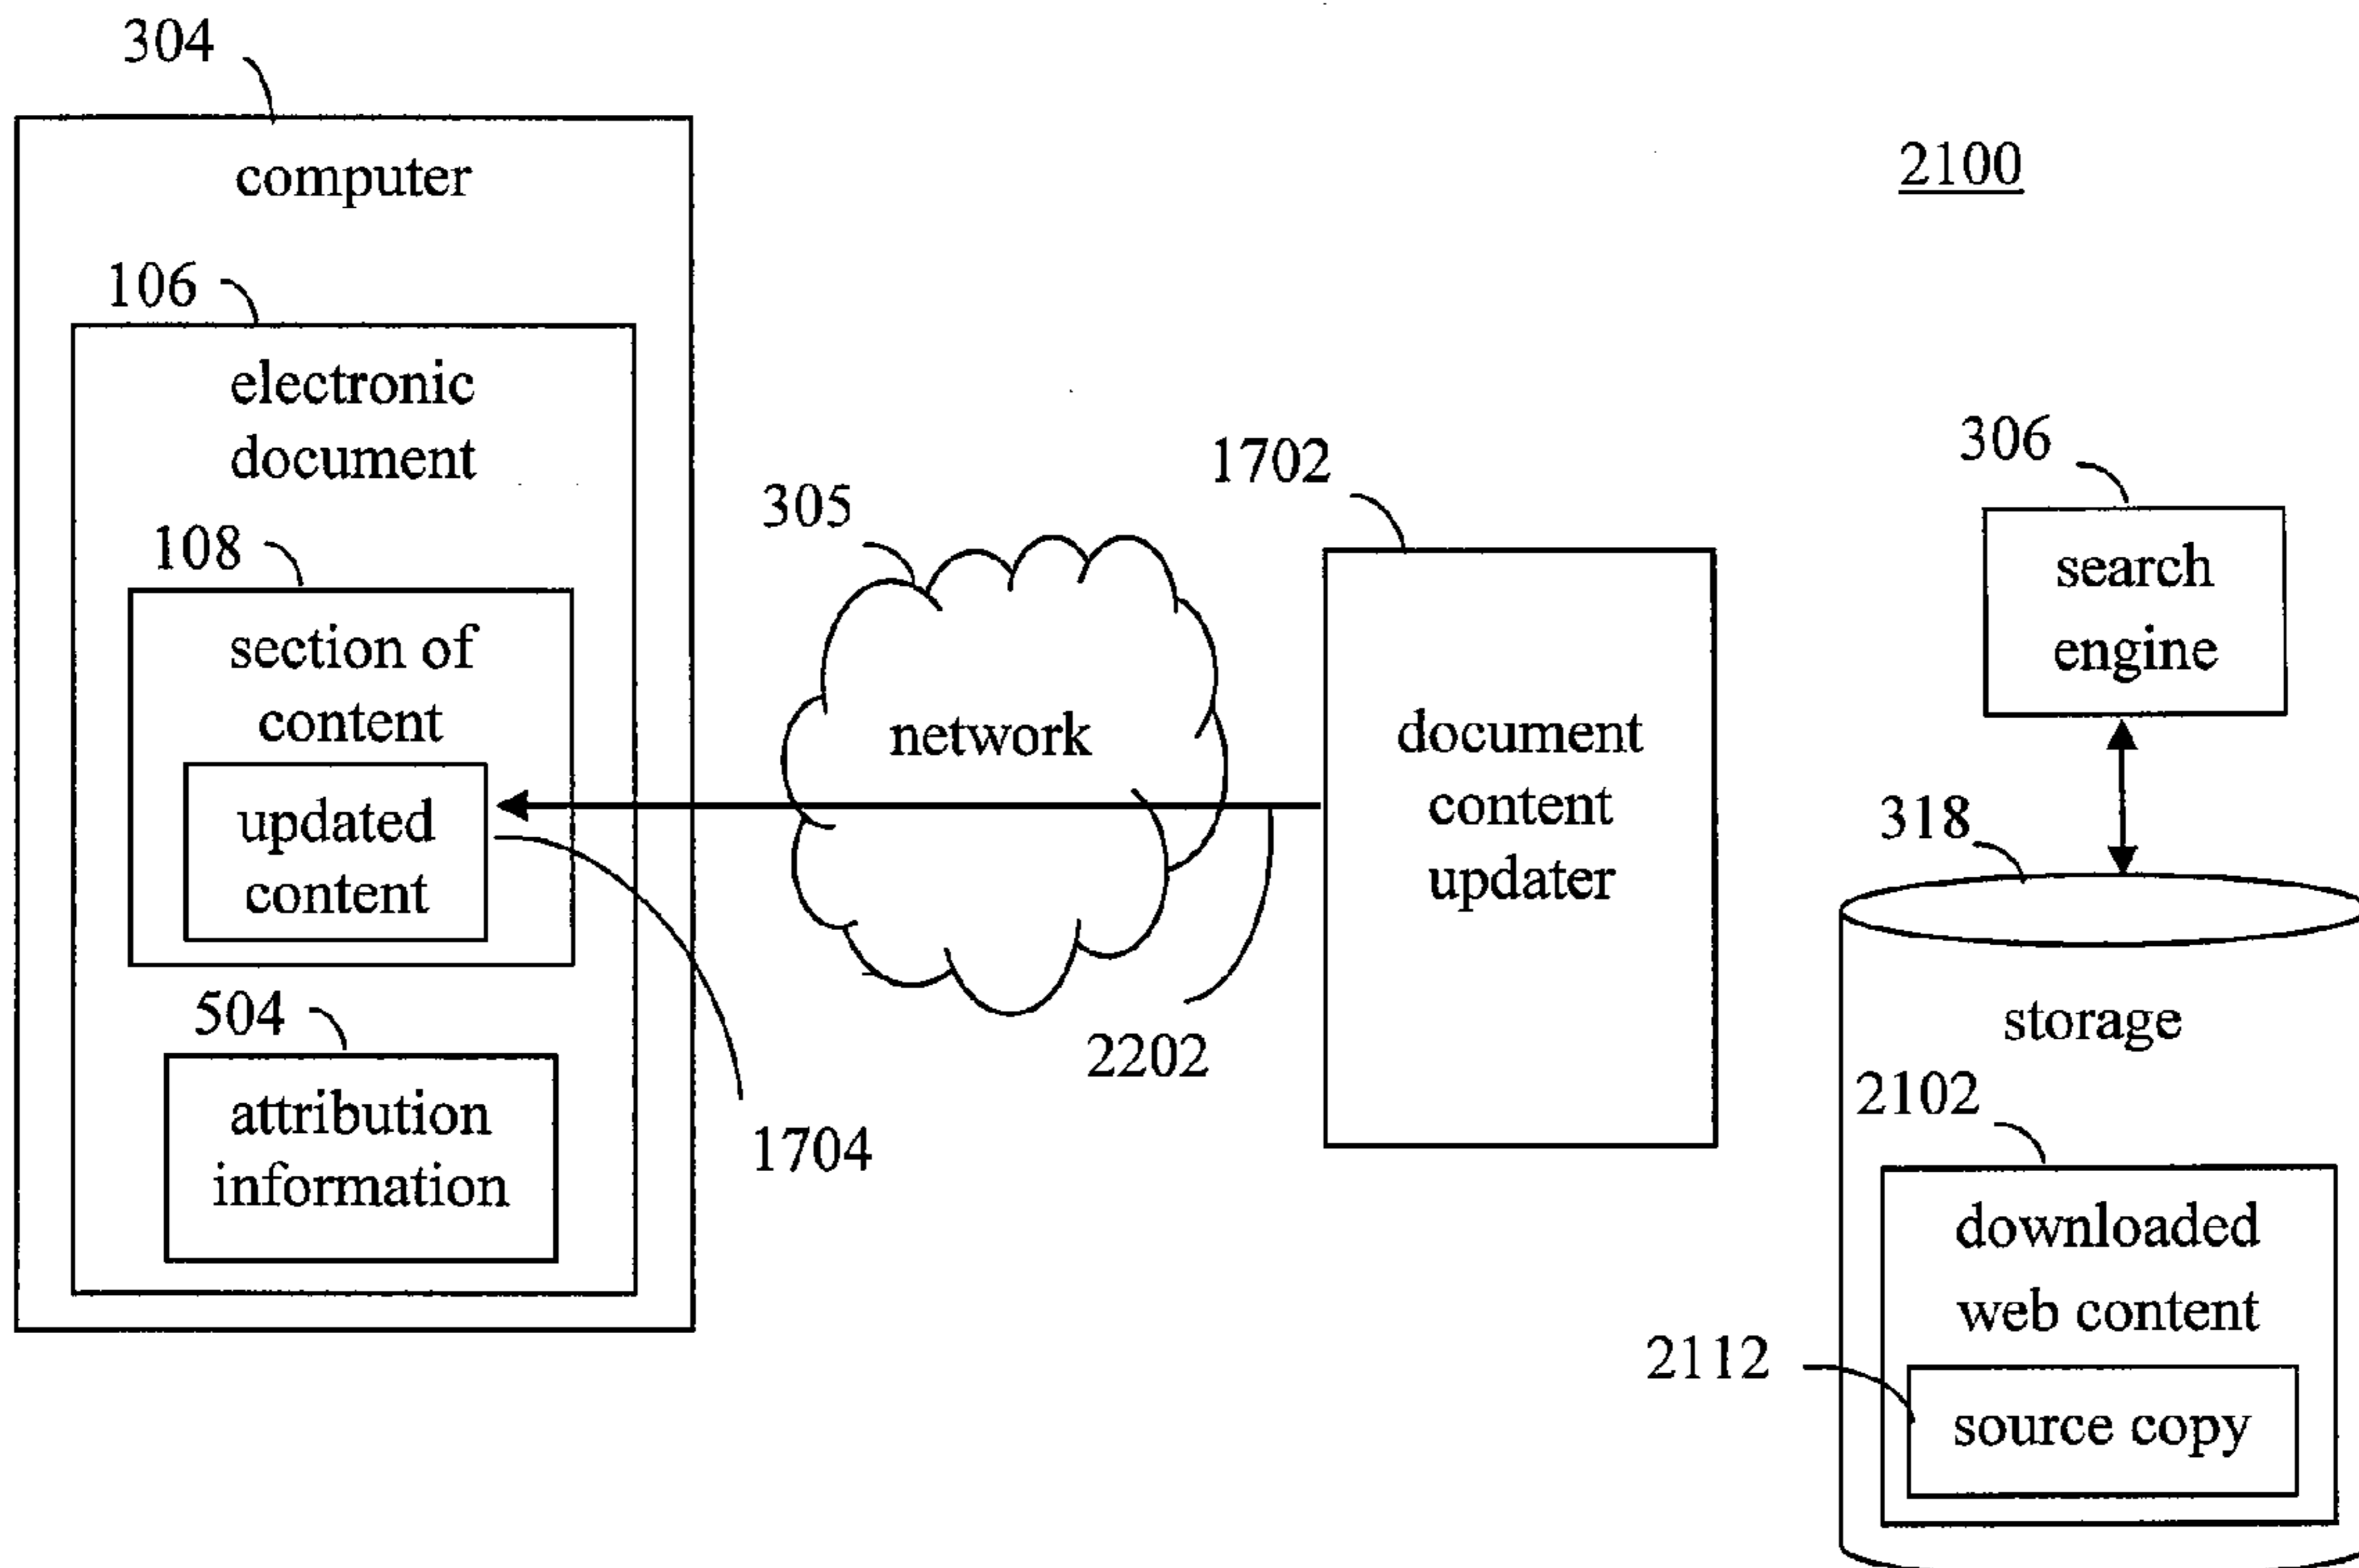 304
computer
2100
106
electronic
document
306
1702
305
108
search
engine
section of
content
network
document
content
updater
updated
content
318
504
storage
2202
2102
attribution
information
1704
downloaded
web content
2112
source copy